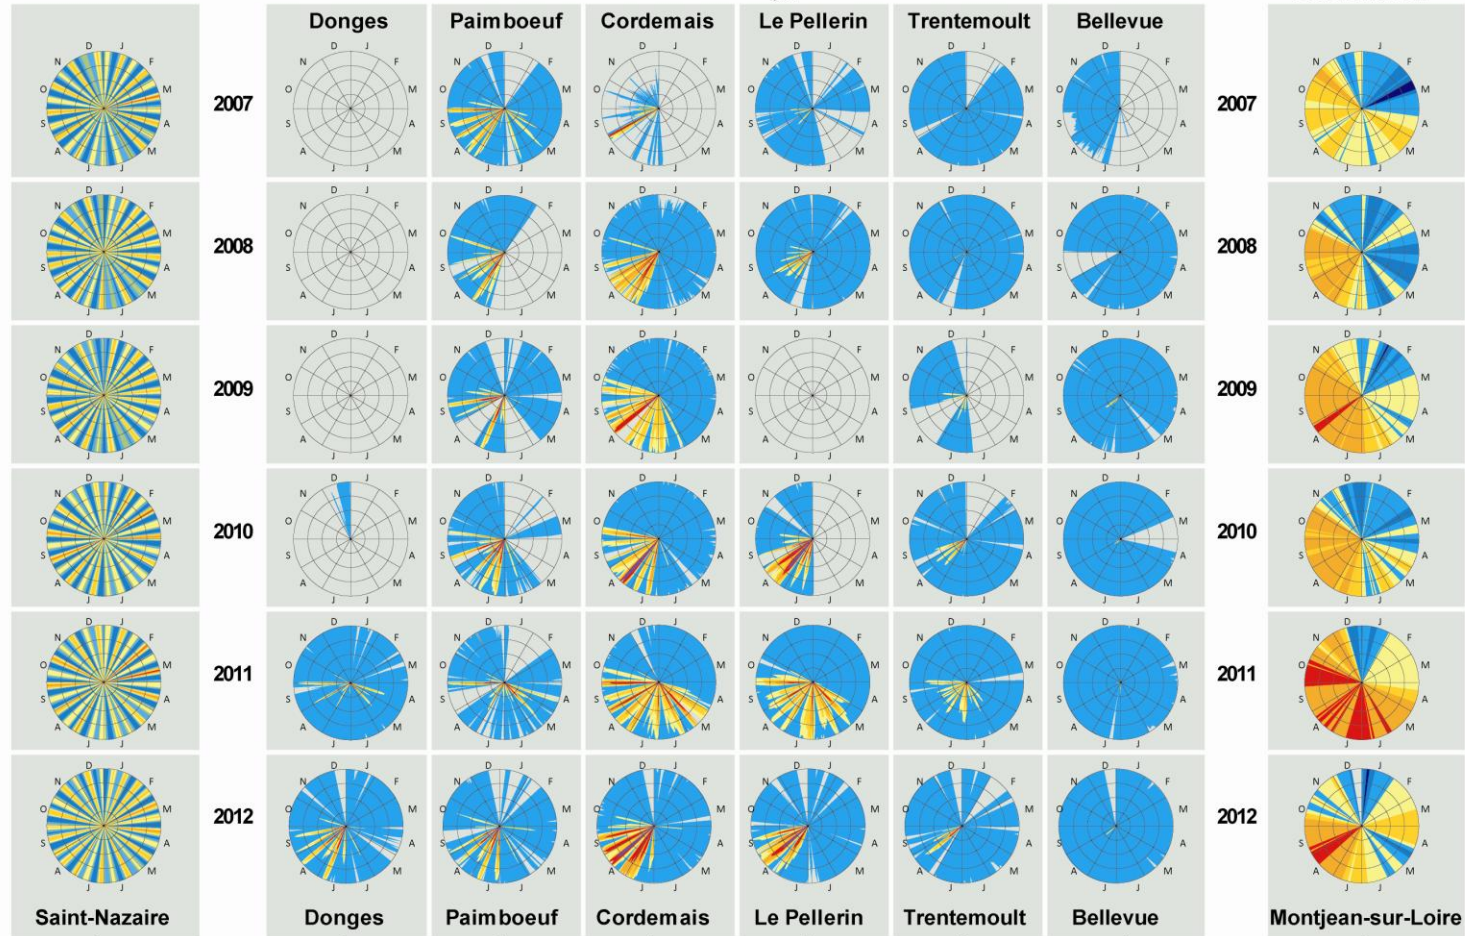 Donges Paimboeuf Cordemais Le Pellerin Trentemoult Bellevue
D J D J D J D J D J D J D J D J
N F N F N F N F N F N F N F N F
O M O M O M O M O M O M O M O M
2007 2007
S A S A S A S A S A S A S A S A
A M A M A M A M A M A M A M A M
J J J J J J J J J J J J J J J J
D J D J D J D J D J D J D J D J
N F N F N F N F N F N F N F N F
O M O M O M O M O M O M O M O M
2008 2008
S A S A S A S A S A S A S A S A
A M A M A M A M A M A M A M A M
J J J J J J J J J J J J J J J J
D J D J D J D J D J D J D J D J
N F N F N F N F N F N F N F N F
O M O M O M O M O M O M O M O M
2009 2009
S A S A S A S A S A S A S A S A
A M A M A M A M A M A M A M A M
J J J J J J J J J J J J J J J J
D J D J D J D J D J D J D J D J
N F N F N F N F N F N F N F N F
O M O M O M O M O M O M O M O M
2010 2010
S A S A S A S A S A S A S A S A
A M A M A M A M A M A M A M A M
J J J J J J J J J J J J J J J J
D J D J D J D J D J D J D J D J
N F N F N F N F N F N F N F N F
O M O M O M O M O M O M O M O M
2011 2011
S A S A S A S A S A S A S A S A
A M A M A M A M A M A M A M A M
J J J J J J J J J J J J J J J J
D J D J D J D J D J D J D J D J
N F N F N F N F N F N F N F N F
O M O M O M O M O M O M O M O M
2012 2012
S A S A S A S A S A S A S A S A
A M A M A M A M A M A M A M A M
J J J J J J J J J J J J J J J J
Saint-Nazaire Donges Paimboeuf Cordemais Le Pellerin Trentemoult Bellevue Montjean-sur-Loire